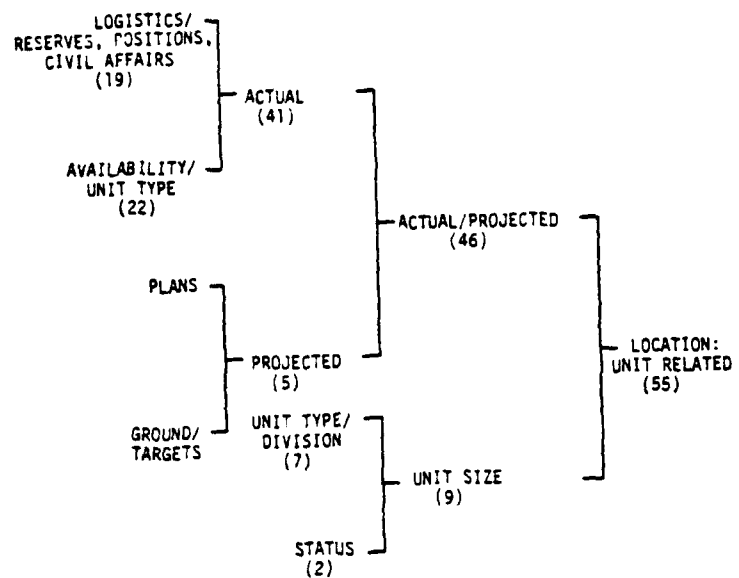 LOGISTICS/
RESERVES, POSITIONS,
CIVIL AFFAIRS
(19)
ACTUAL
(41)
AVAILABILITY/
UNIT TYPE
(22)
ACTUAL/PROJECTED
(46)
PLANS
PROJECTED
(5)
GROUND/
TARGETS
LOCATION:
UNIT RELATED
(55)
UNIT TYPE/
DIVISION
(7)
UNIT SIZE
(9)
STATUS
(2)